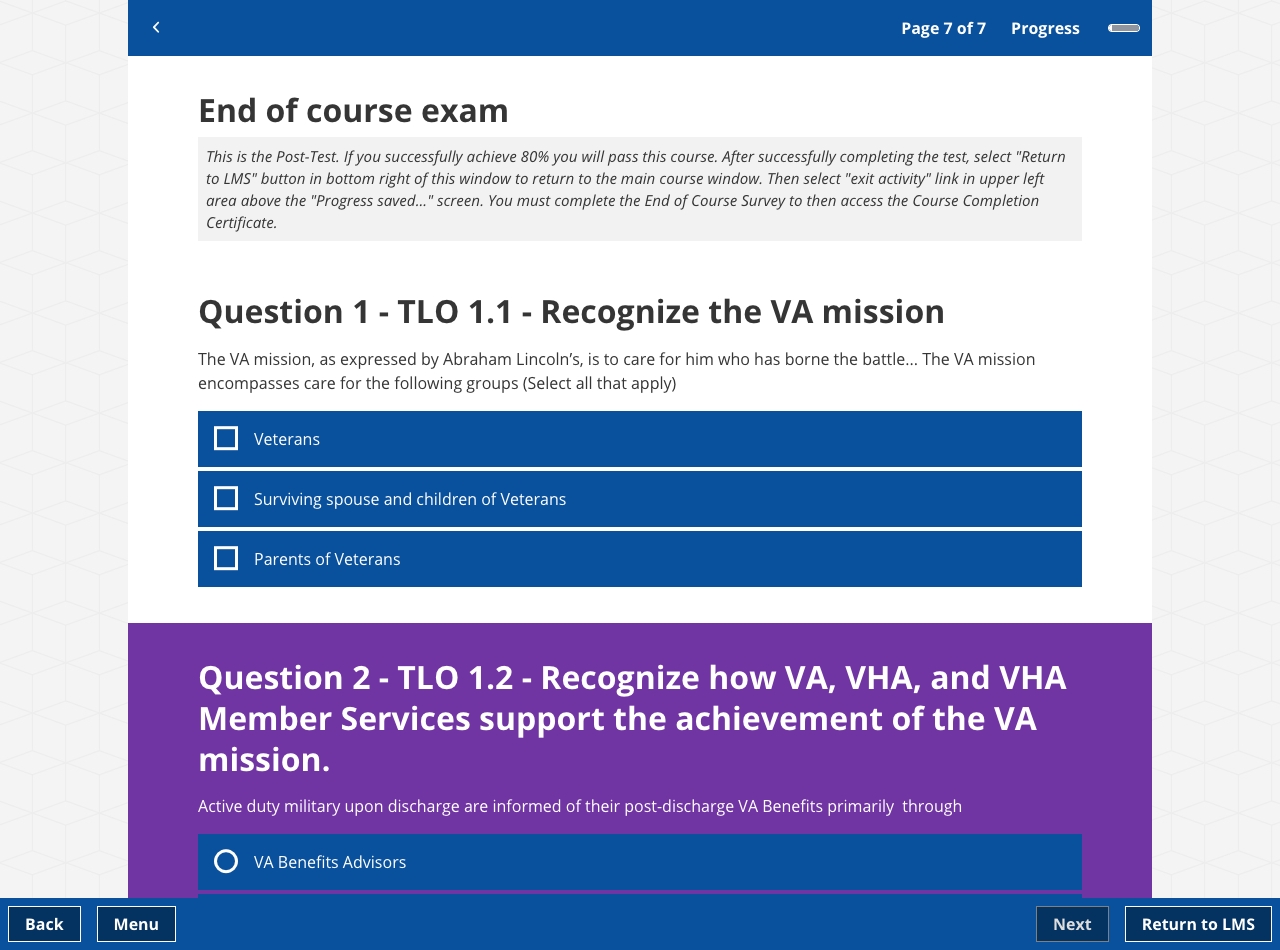 Page 7 of 7 Progress
End of course exam
This is the Post-Test. If you successfully achieve 80% you will pass this course. After successfully completing the test, select "Return
to LMS" button in bottom right of this window to return to the main course window. Then select "exit activity" link in upper left
area above the "Progress saved..." screen. You must complete the End of Course Survey to then access the Course Completion
Certificate.
Question 1 - TLO 1.1 - Recognize the VA mission
The VA mission, as expressed by Abraham Lincoln’s, is to care for him who has borne the battle... The VA mission
encompasses care for the following groups (Select all that apply)
Veterans
Surviving spouse and children of Veterans
Parents of Veterans
Question 2 - TLO 1.2 - Recognize how VA, VHA, and VHA
Member Services support the achievement of the VA
mission.
Active duty military upon discharge are informed of their post-discharge VA Benefits primarily  through
VA Benefits Advisors
Back Menu Next Return to LMS